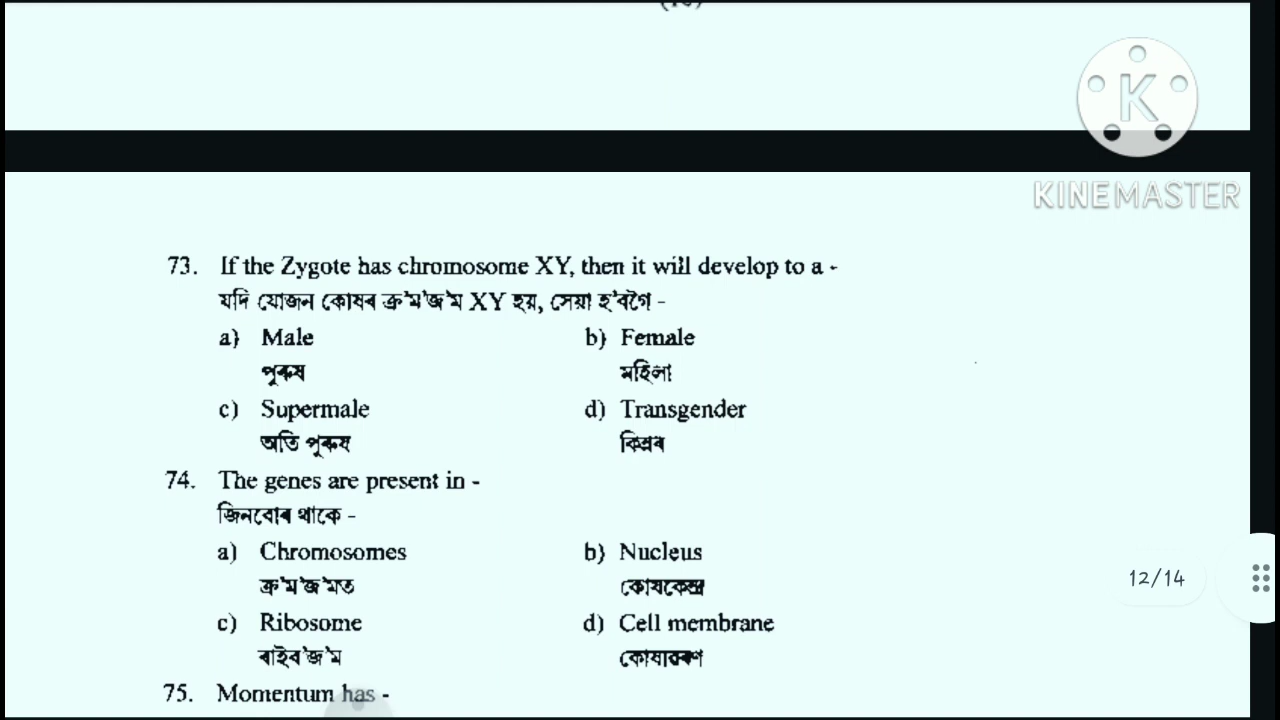 K
KINEMASTER
73. If the Zygote has chromosome XY, then it will develop to a -
যদি যোজন কোষৰ ক্ৰ'ম'জ'ম XY হয়, সেয়া হ'বগৈ -
a) Male b) Female
পুৰুষ মহিলা
c) Supermale d) Transgender
অতি পুৰুষ
74. The genes are present in -
জিনবোৰ থাকে -
a) Chromosomes b) Nucleus
ক্ৰ'ম'জ'মত কোষকেন্দ্ৰ
c) Ribosome d) Cell membrane
ৰাইব'জ'ম কোষাৱৰণ
12/14
75. Momentum has -